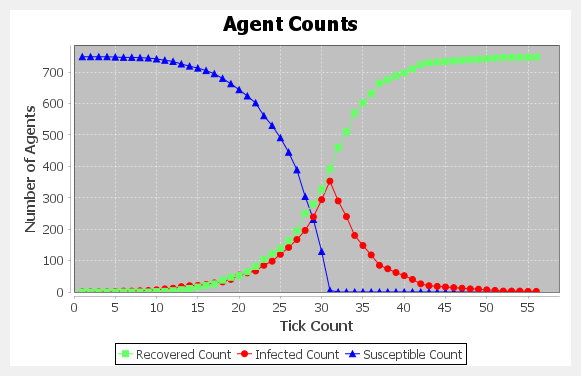 Agent Counts
Number of Agents
700
600
500
400
300
200
100
0
0 5 10 15 20 25 30 35 40 45 50 55
Tick Count
Recovered Count Infected Count Susceptible Count